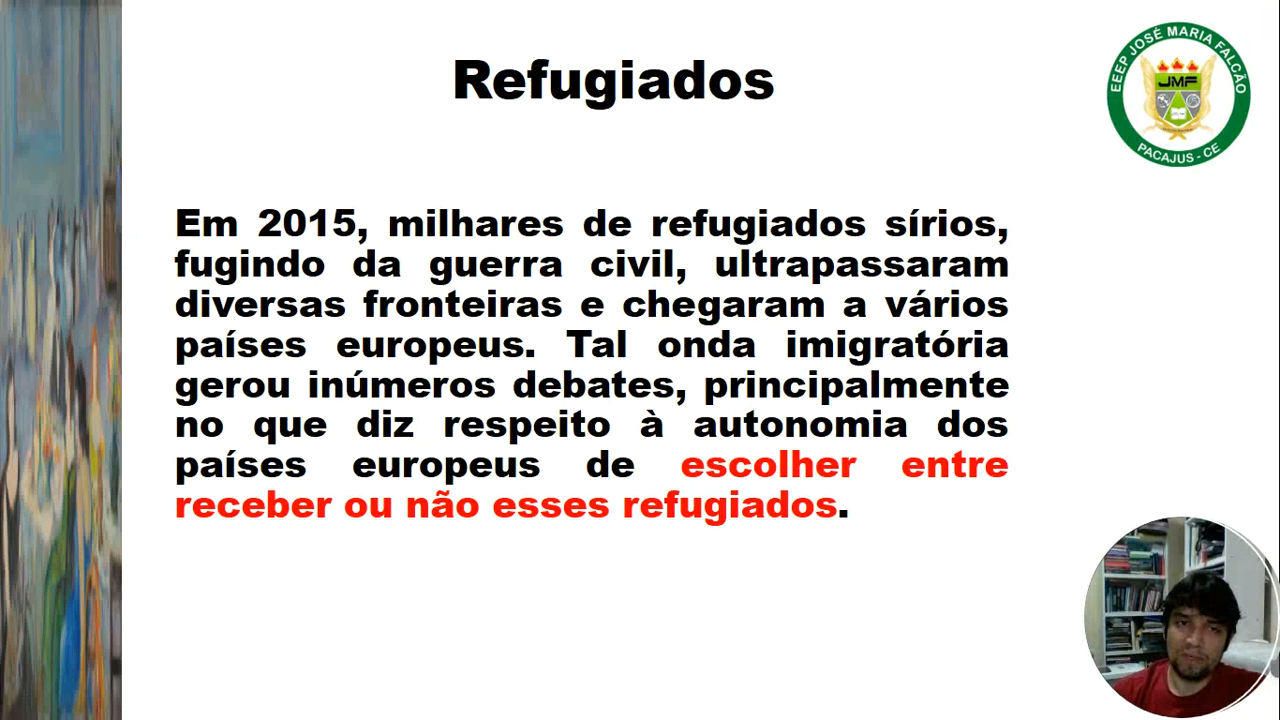 Refugiados
EEEP JOSÉ MARIA FALCÃO
JMF
PACAJUS - CE
Em 2015, milhares de refugiados sírios,
fugindo da guerra civil, ultrapassaram
diversas fronteiras e chegaram a vários
países europeus. Tal onda imigratória
gerou inúmeros debates, principalmente
no que diz respeito à autonomia dos
países europeus de escolher entre
receber ou não esses refugiados.